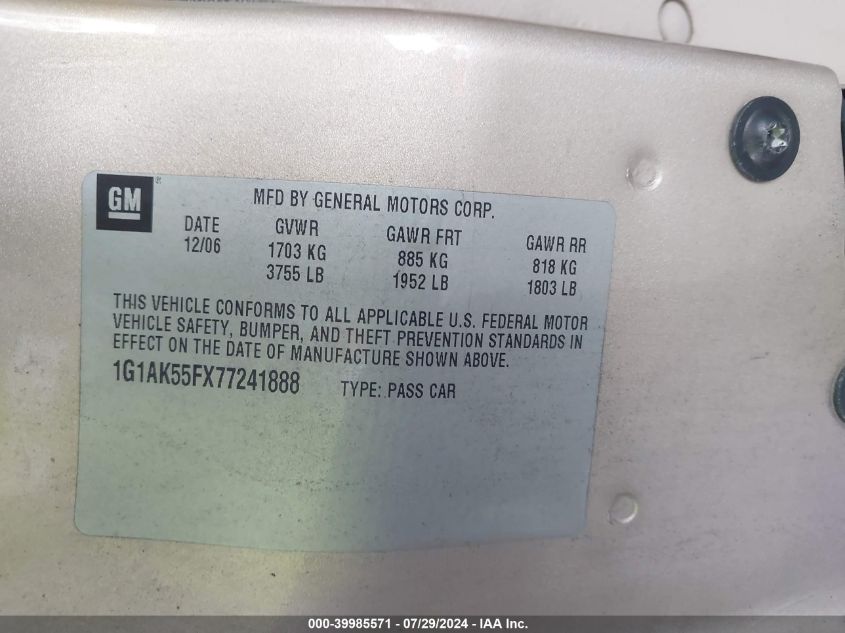 GM ® MFD BY GENERAL MOTORS CORP.
DATE GVWR GAWR FRT GAWR RR
12/06 1703 KG 885 KG 818 KG
3755 LB 1952 LB 1803 LB
THIS VEHICLE CONFORMS TO ALL APPLICABLE U.S. FEDERAL MOTOR
VEHICLE SAFETY, BUMPER, AND THEFT PREVENTION STANDARDS IN
EFFECT ON THE DATE OF MANUFACTURE SHOWN ABOVE.
1G1AK55FX77241888 TYPE: PASS CAR
000-39985571 - 07/29/2024 - IAA Inc.